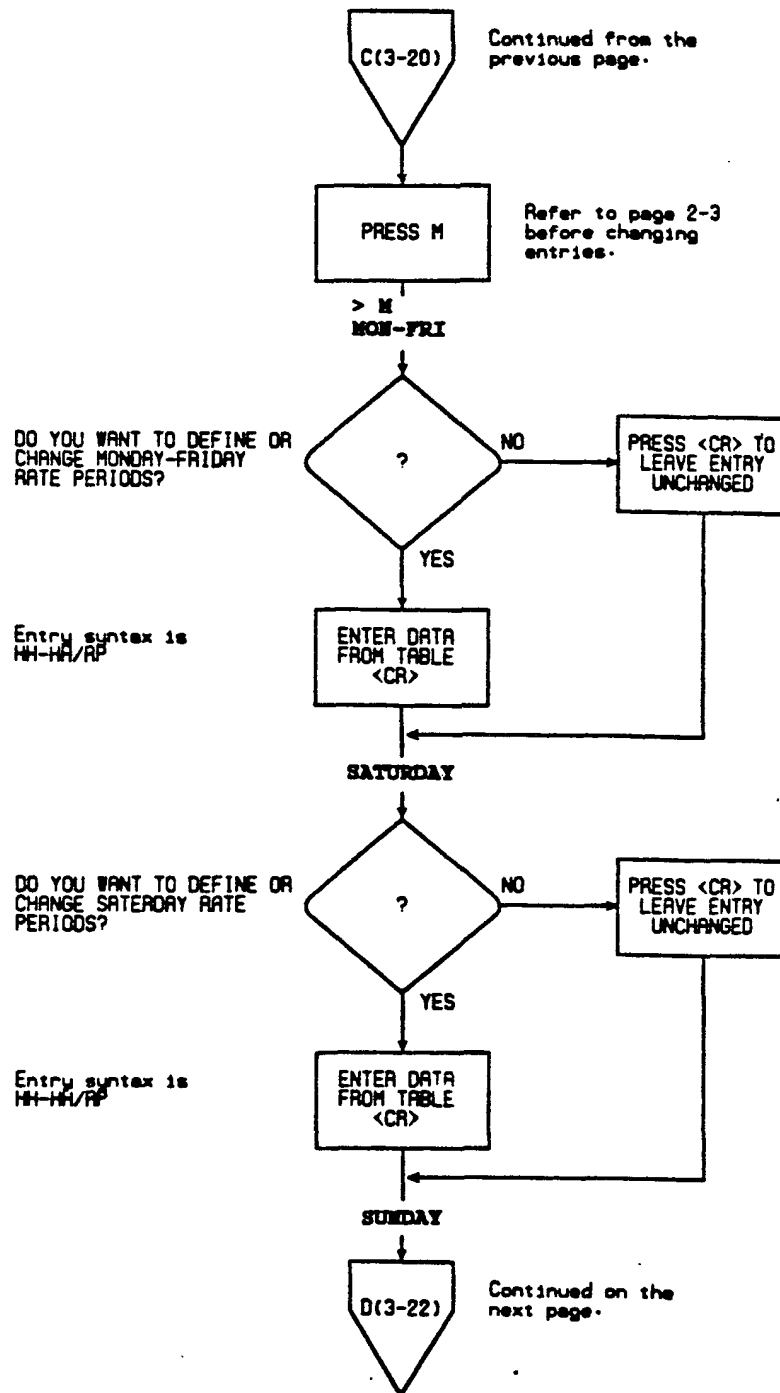 C(3-20)
Continued from the
previous page.
PRESS M
Refer to page 2-3
before changing
entries.
> M
MON-FRI
DO YOU WANT TO DEFINE OR
CHANGE MONDAY-FRIDAY
RATE PERIODS?
?
NO
PRESS <CR> TO
LEAVE ENTRY
UNCHANGED
YES
Entry syntax is
HH-HH/RP
ENTER DATA
FROM TABLE
<CR>
SATURDAY
DO YOU WANT TO DEFINE OR
CHANGE SATERDAY RATE
PERIODS?
?
NO
PRESS <CR> TO
LEAVE ENTRY
UNCHANGED
YES
Entry syntax is
HH-HH/RP
ENTER DATA
FROM TABLE
<CR>
SUNDAY
D(3-22)
Continued on the
next page.